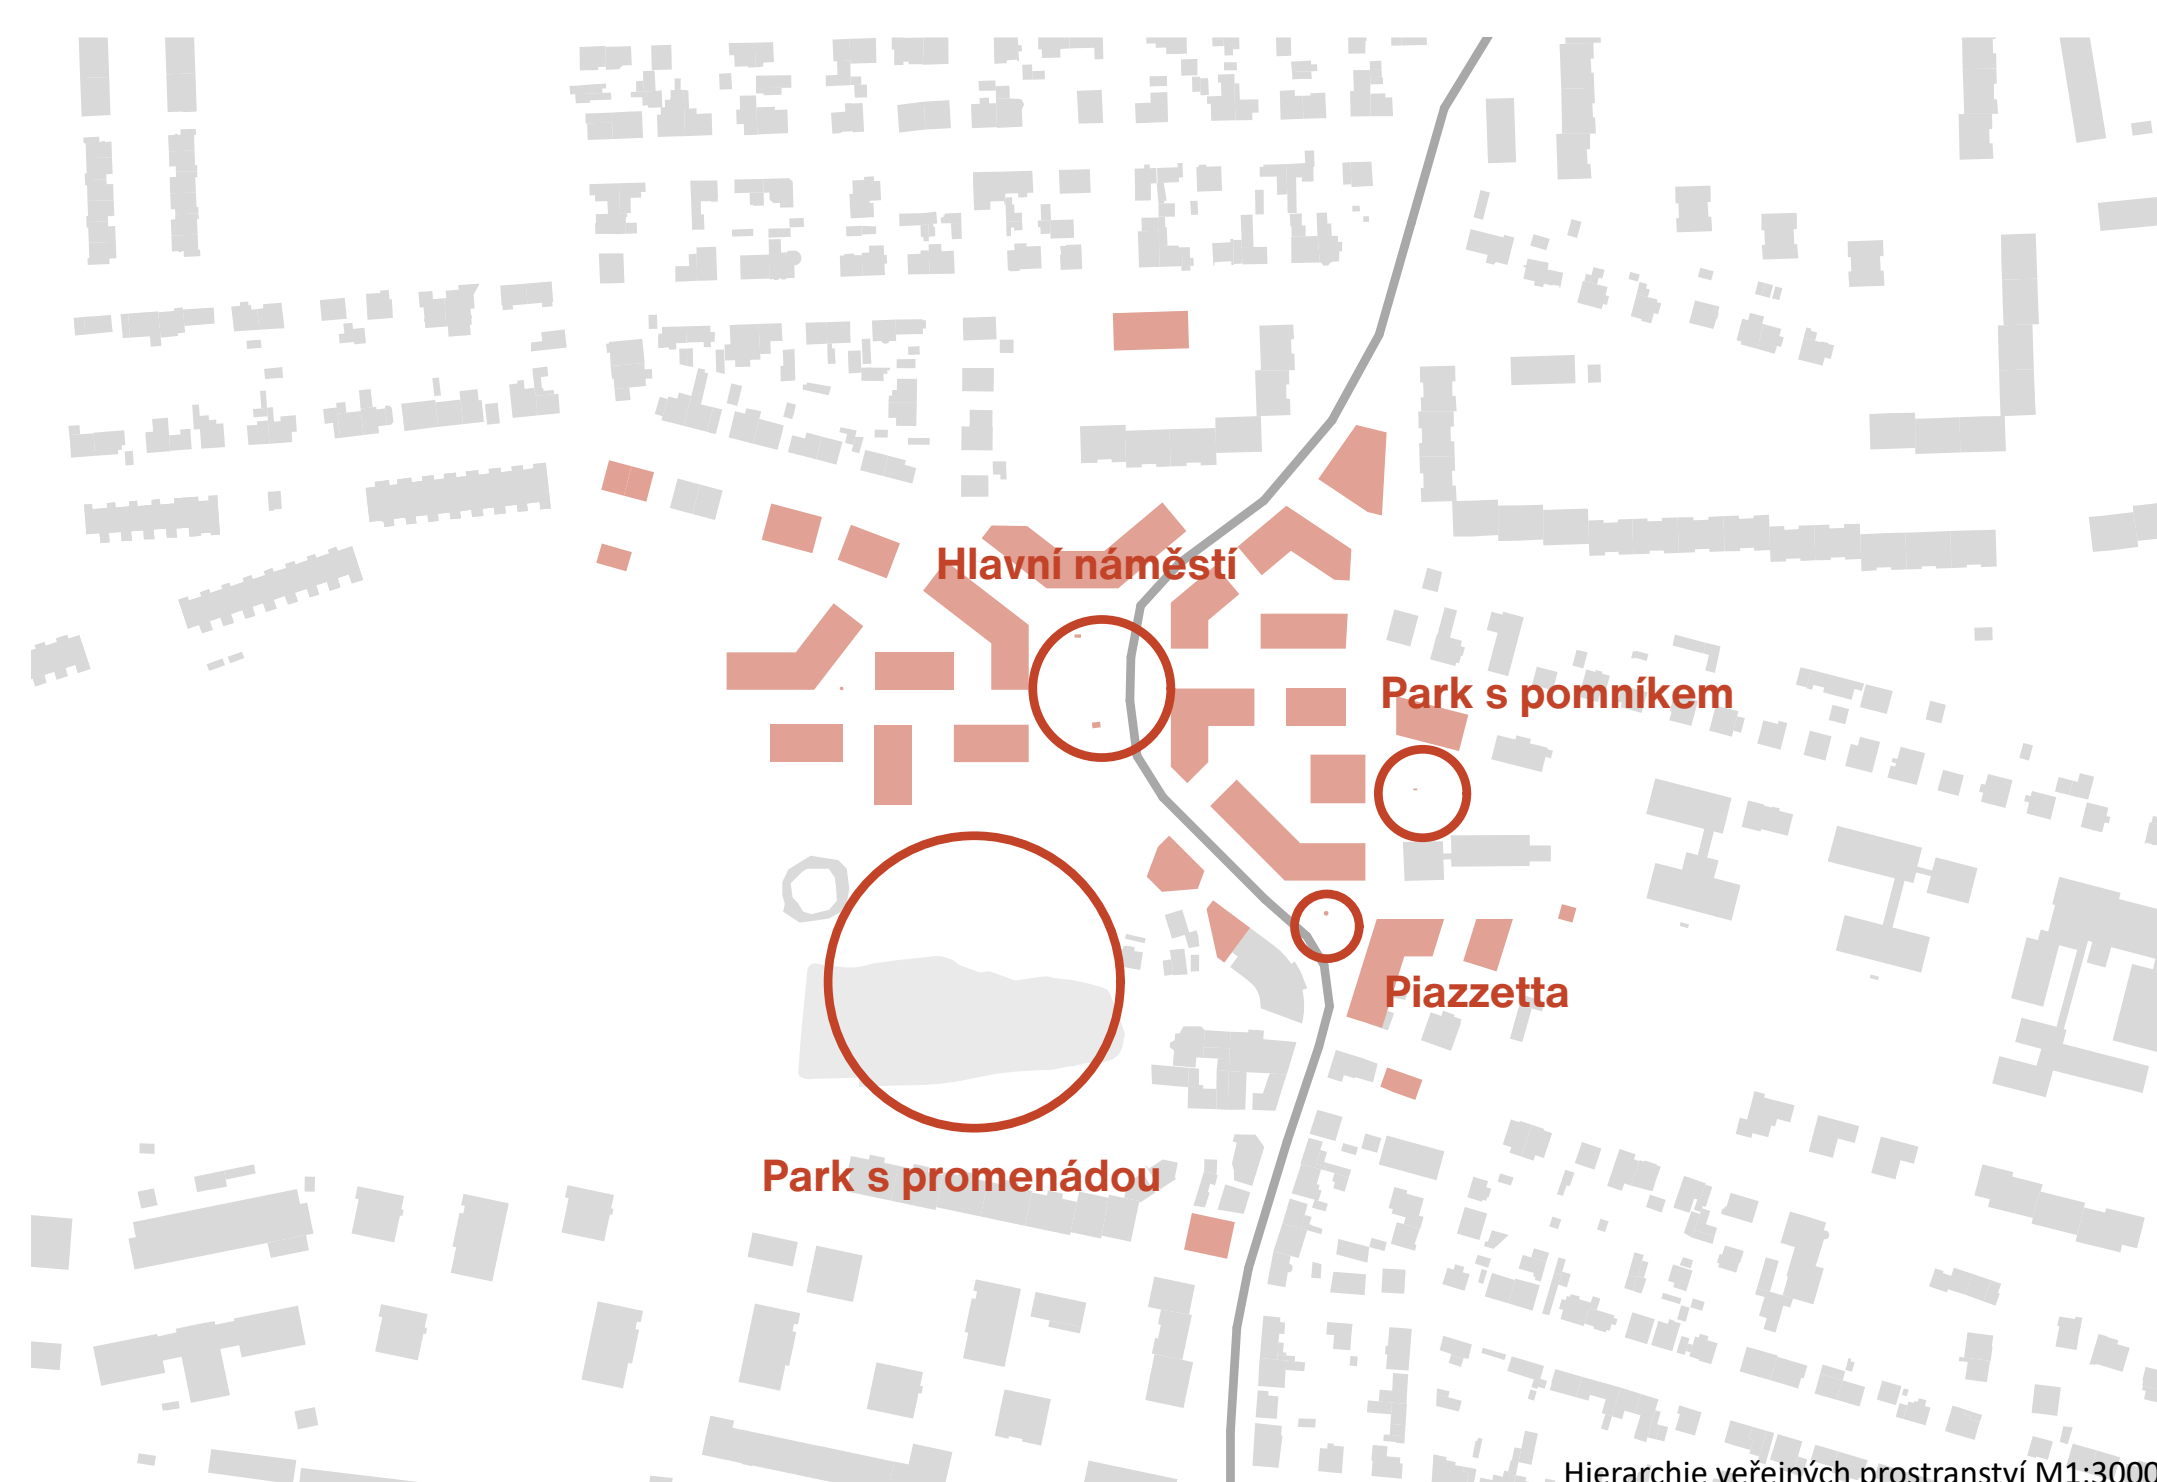 Hlavní náměstí
Park s pomníkem
Piazzetta
Park s promenádou
Hierarchie veřejných prostranství M1:3000